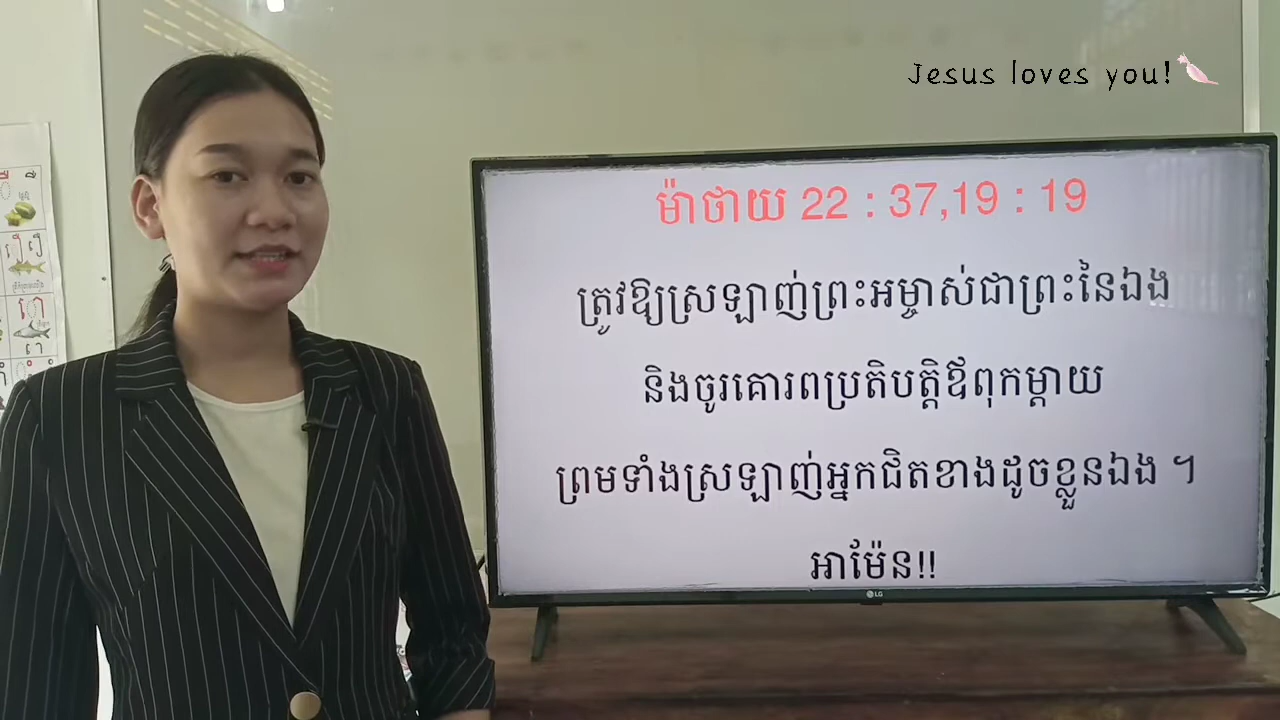 Jesus loves you!
ម៉ាថាយ 22 : 37,19 : 19
ត្រូវឱ្យស្រឡាញ់ព្រះអម្ចាស់ជាព្រះនៃឯង
និងចូរគោរពប្រតិបត្តិឪពុកម្ដាយ
ព្រមទាំងស្រឡាញ់អ្នកជិតខាងដូចខ្លួនឯង ។
អាម៉ែន!!
LG